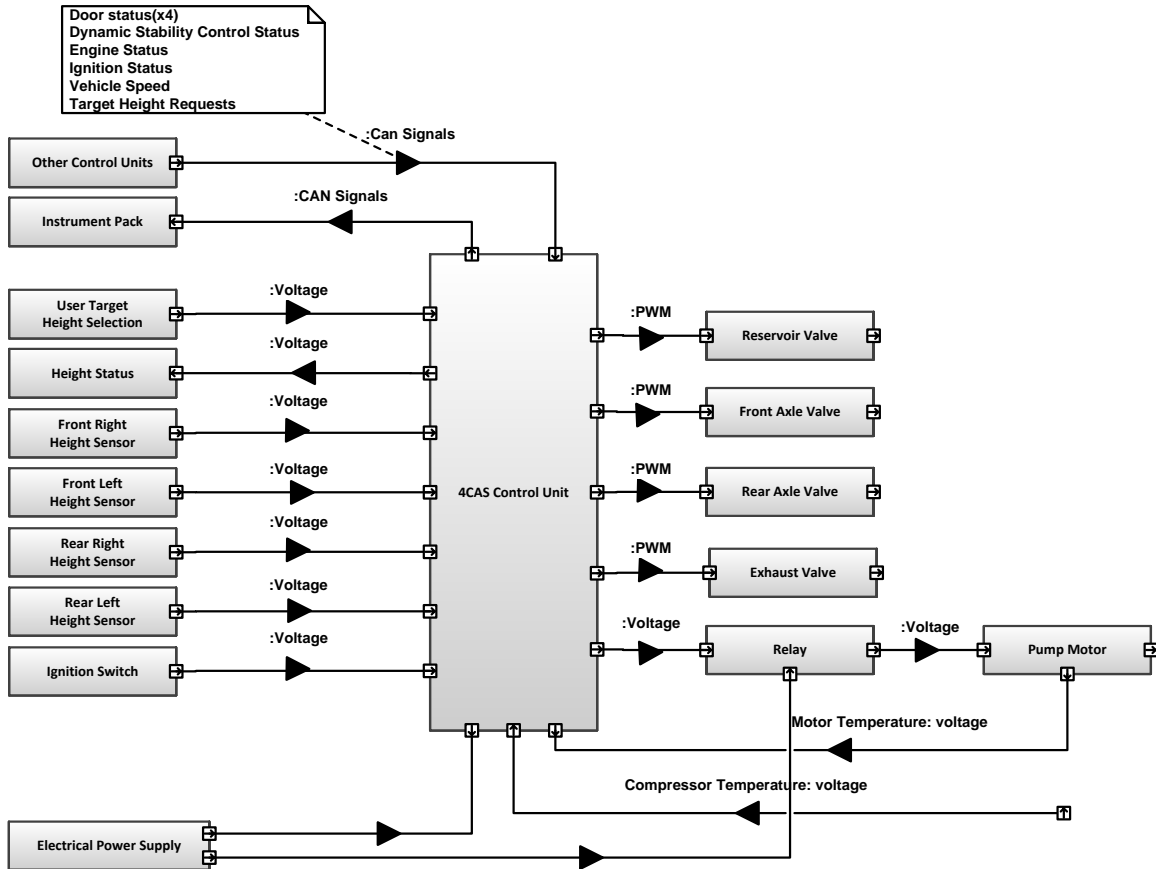 Door status(x4)
Dynamic Stability Control Status
Engine Status
Ignition Status
Vehicle Speed
Target Height Requests
:Can Signals
Other Control Units
:CAN Signals
Instrument Pack
:Voltage
User Target
Height Selection
:Voltage
Height Status
:Voltage
Front Right
Height Sensor
:Voltage
Front Left
Height Sensor
:Voltage
Rear Right
Height Sensor
:Voltage
Rear Left
Height Sensor
:Voltage
Ignition Switch
4CAS Control Unit
:PWM
Reservoir Valve
:PWM
Front Axle Valve
:PWM
Rear Axle Valve
:PWM
Exhaust Valve
:Voltage
Relay
:Voltage
Pump Motor
Motor Temperature: voltage
Compressor Temperature: voltage
Electrical Power Supply